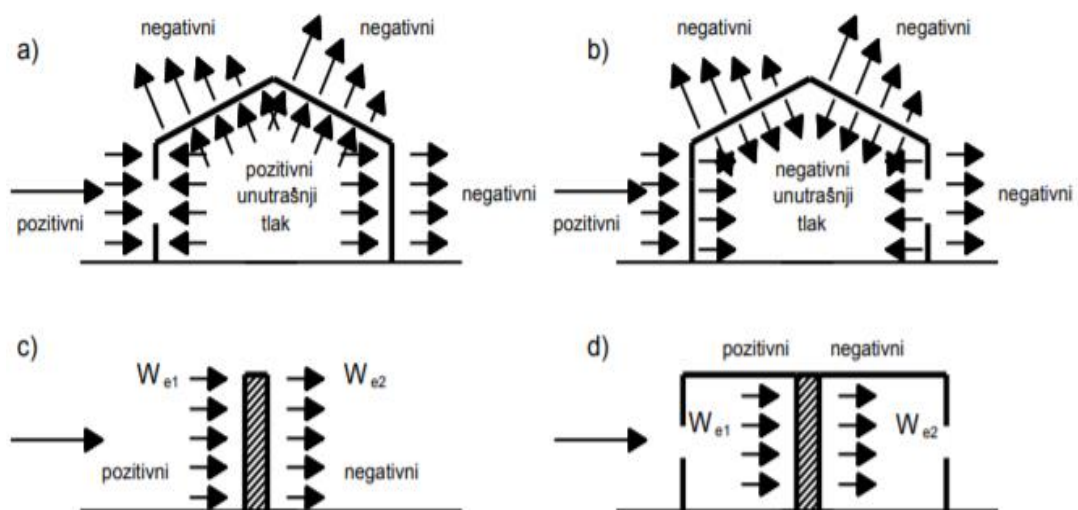 a)
negativni
negativni
pozitivni
pozitivni
unutrašnji
tlak
negativni
b)
negativni
negativni
pozitivni
negativni
unutrašnji
tlak
negativni
c)
W e1
W e2
pozitivni
negativni
d)
pozitivni
negativni
W e1
W e2